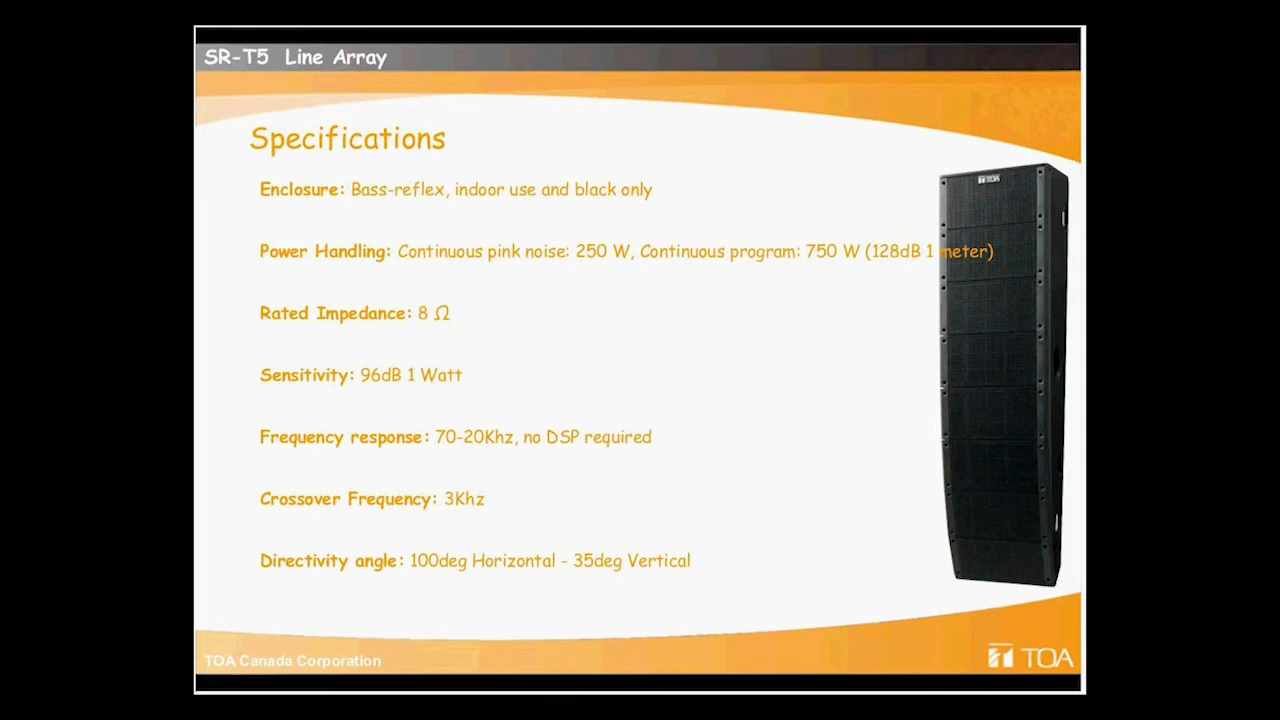 SR-T5 Line Array
Specifications
Enclosure: Bass-reflex, indoor use and black only
Power Handling: Continuous pink noise: 250 W, Continuous program: 750 W (128dB 1 meter)
Rated Impedance: 8 Ω
Sensitivity: 96dB 1 Watt
Frequency response: 70-20Khz, no DSP required
Crossover Frequency: 3Khz
Directivity angle: 100deg Horizontal - 35deg Vertical
TOA
TOA Canada Corporation
TOA